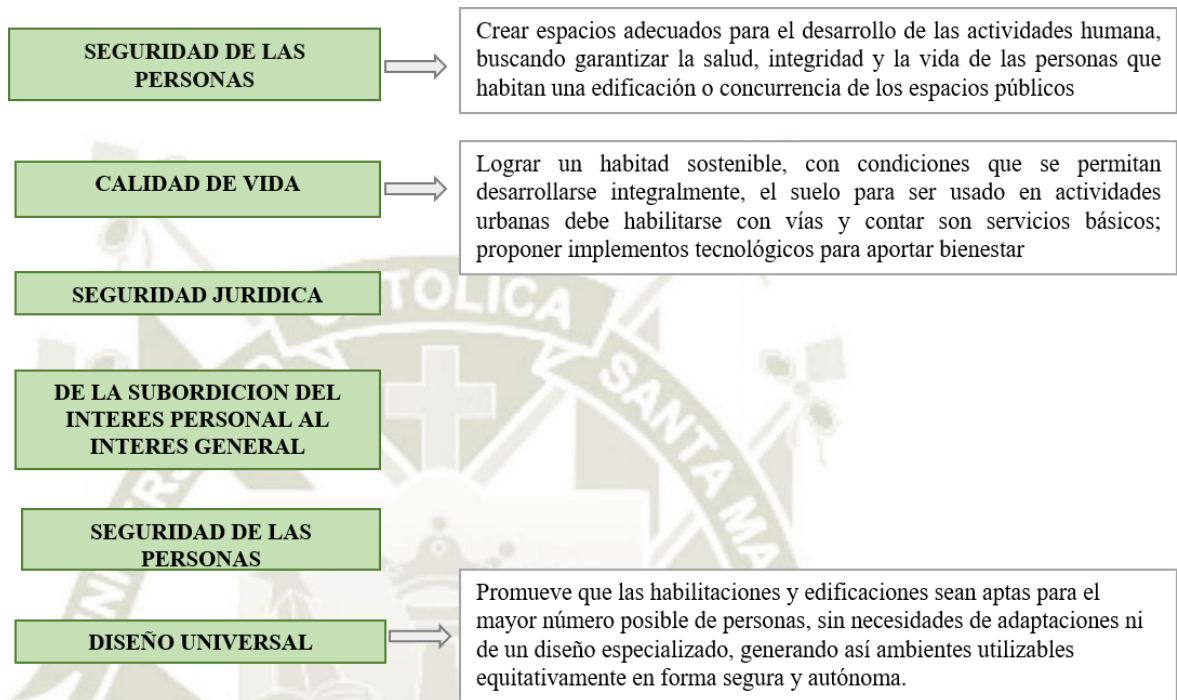 SEGURIDAD DE LAS
PERSONAS
Crear espacios adecuados para el desarrollo de las actividades humana,
buscando garantizar la salud, integridad y la vida de las personas que
habitan una edificación o concurrencia de los espacios públicos
CALIDAD DE VIDA
Lograr un habitad sostenible, con condiciones que se permitan
desarrollarse integralmente, el suelo para ser usado en actividades
urbanas debe habilitarse con vías y contar son servicios básicos;
proponer implementos tecnológicos para aportar bienestar
SEGURIDAD JURIDICA
DE LA SUBORDICION DEL
INTERES PERSONAL AL
INTERES GENERAL
SEGURIDAD DE LAS
PERSONAS
DISEÑO UNIVERSAL
Promueve que las habilitaciones y edificaciones sean aptas para el
mayor número posible de personas, sin necesidades de adaptaciones ni
de un diseño especializado, generando así ambientes utilizables
equitativamente en forma segura y autónoma.
SANTA MA